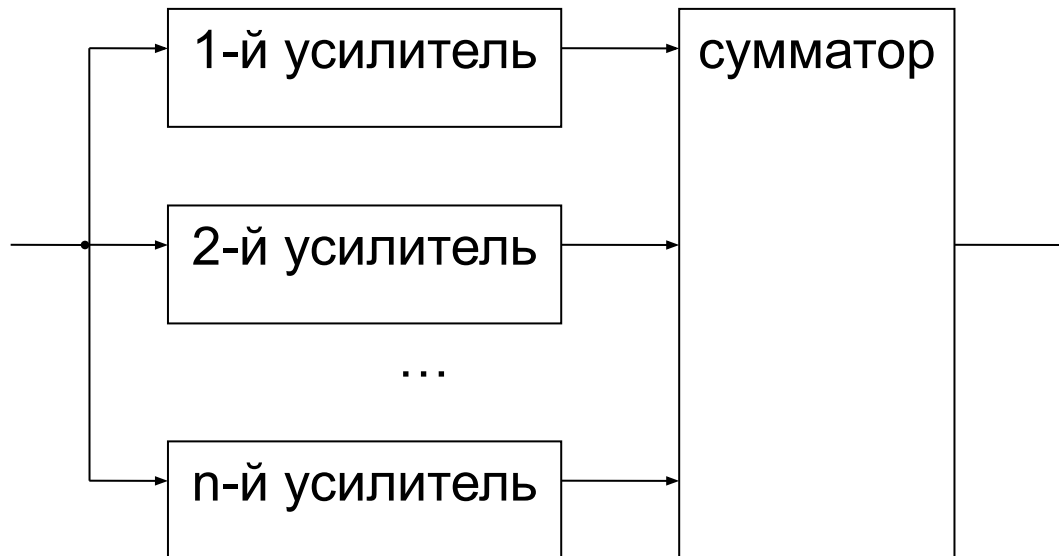 1-й усилитель
сумматор
2-й усилитель
…
n-й усилитель